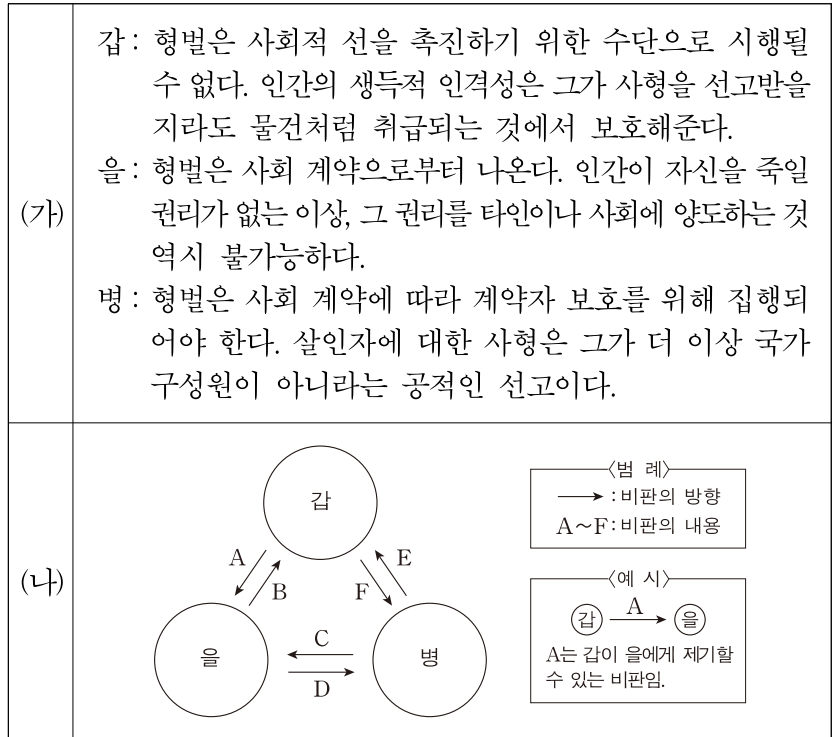 (가)
갑 : 형벌은 사회적 선을 촉진하기 위한 수단으로 시행될
수 없다. 인간의 생득적 인격성은 그가 사형을 선고받을
지라도 물건처럼 취급되는 것에서 보호해준다.
을 : 형벌은 사회 계약으로부터 나온다. 인간이 자신을 죽일
권리가 없는 이상, 그 권리를 타인이나 사회에 양도하는 것
역시 불가능하다.
병 : 형벌은 사회 계약에 따라 계약자 보호를 위해 집행되
어야 한다. 살인자에 대한 사형은 그가 더 이상 국가
구성원이 아니라는 공적인 선고이다.
(나)
갑
A
B
E
F
을
C
D
병
<범 례>
→ : 비판의 방향
A~F : 비판의 내용
<예 시>
갑 A → 을
A는 갑이 을에게 제기할
수 있는 비판임.